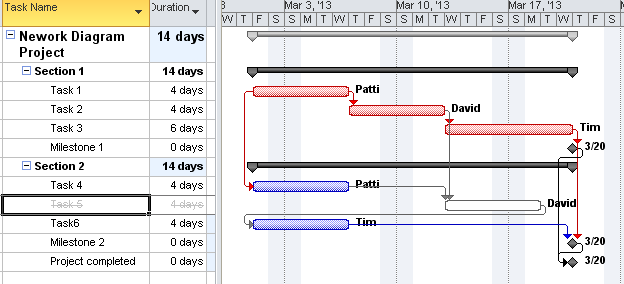 Task Name Duration 3 Mar 3, '13 Mar 10, '13 Mar 17, '13
W T F S S M T W T F S S M T W T F S S M T W T F
Nework Diagram 14 days
Project
Section 1 14 days
Task 1 4 days Patti
Task 2 4 days David
Task 3 6 days Tim
Milestone 1 0 days 3/20
Section 2 14 days
Task 4 4 days Patti
Task 5 4 days David
Task6 4 days Tim
Milestone 2 0 days 3/20
Project completed 0 days 3/20